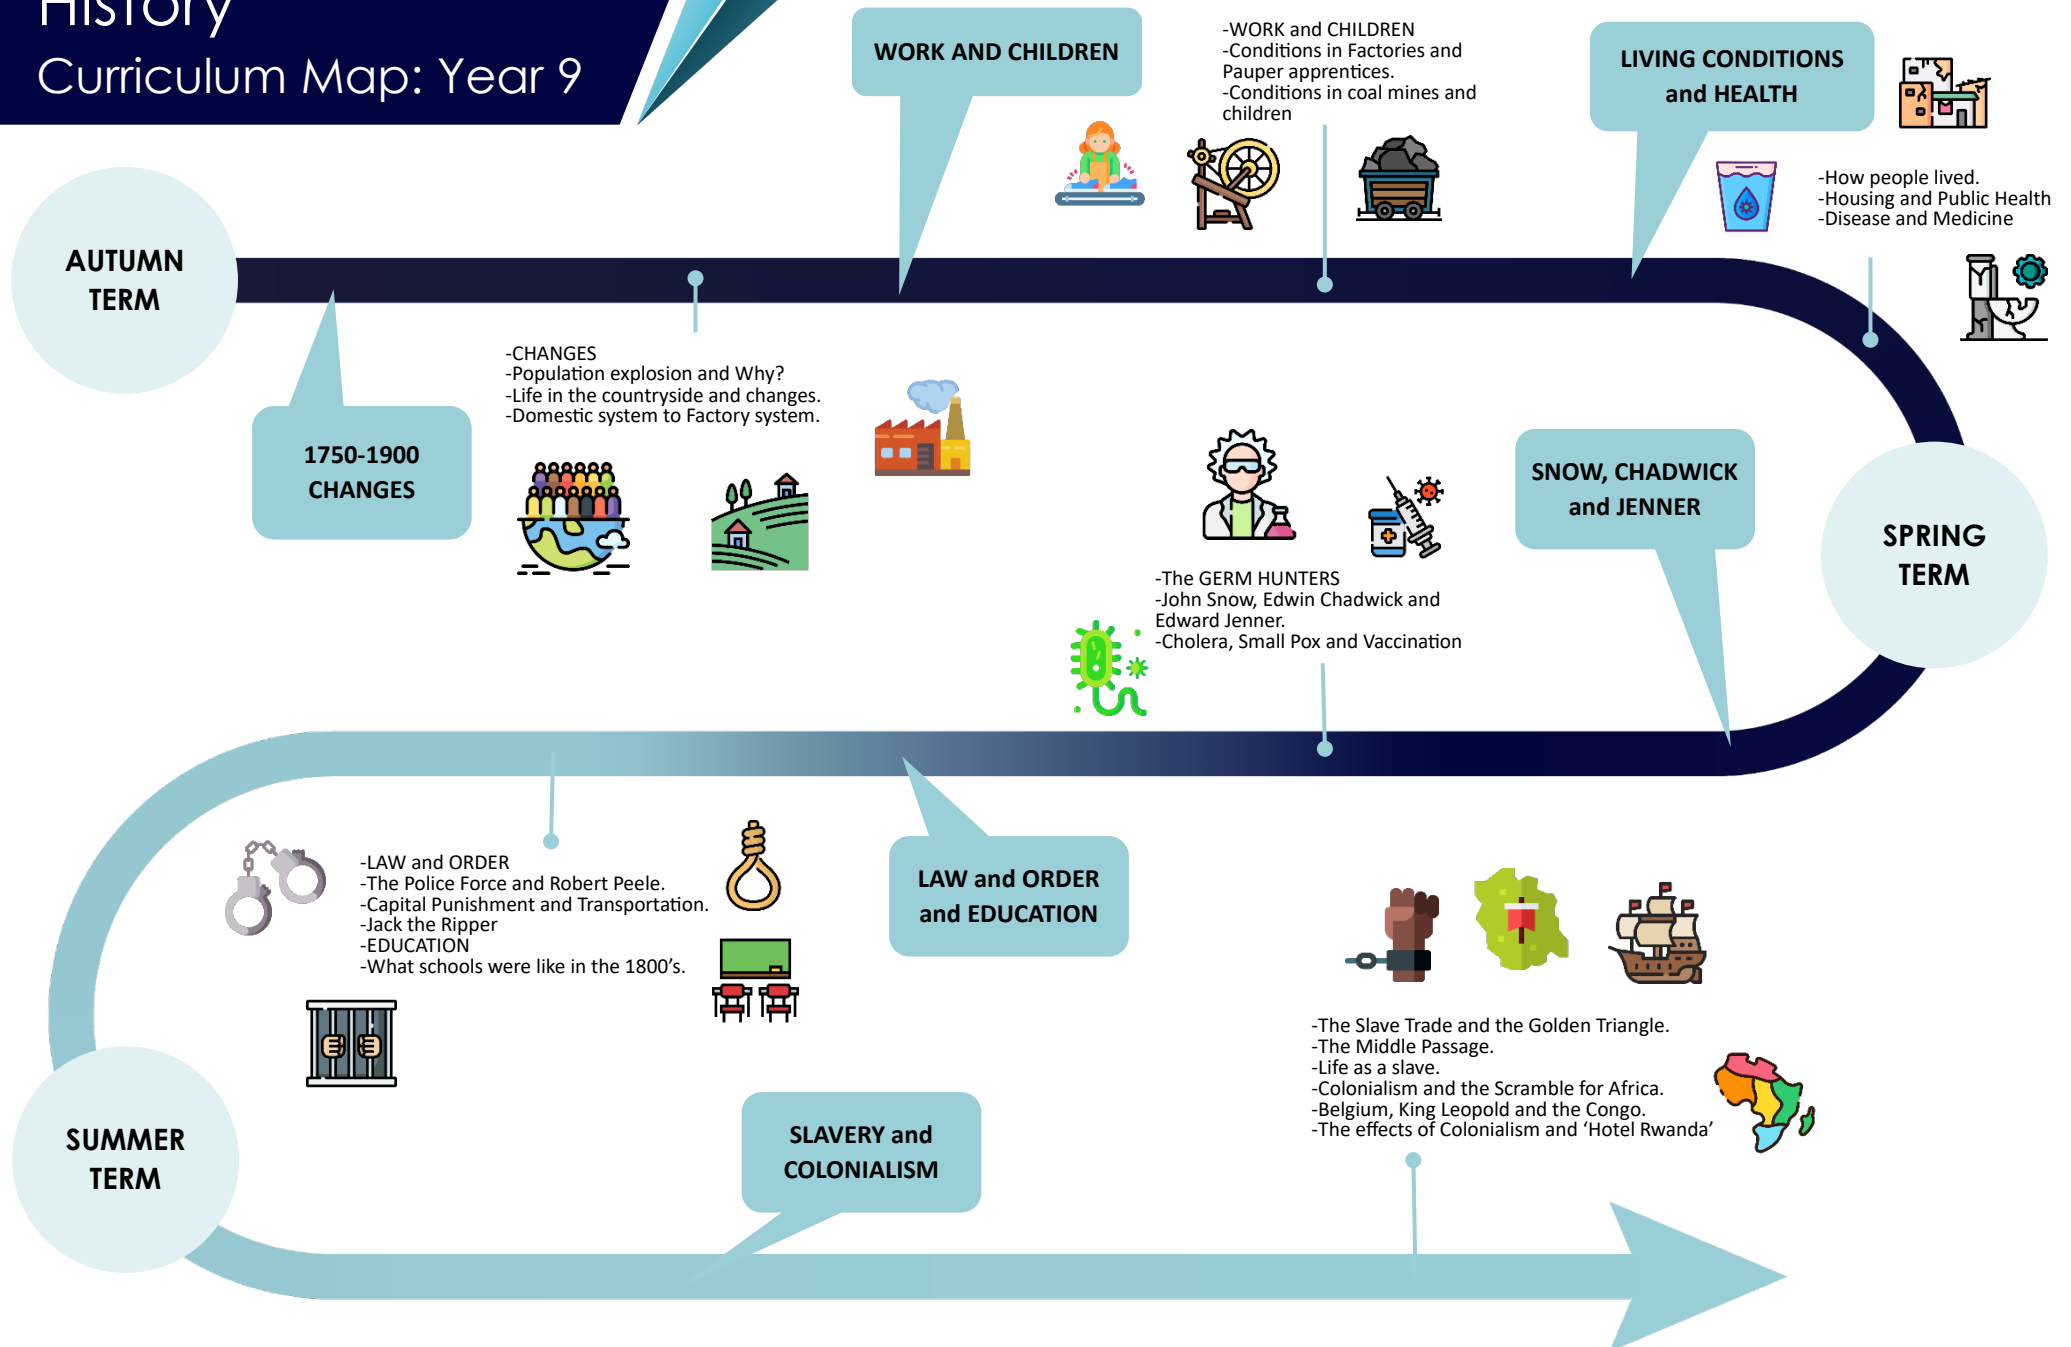 History
Curriculum Map: Year 9
WORK AND CHILDREN
-WORK and CHILDREN
-Conditions in Factories and
Pauper apprentices.
-Conditions in coal mines and
children
LIVING CONDITIONS
and HEALTH
-How people lived.
-Housing and Public Health
-Disease and Medicine
AUTUMN
TERM
1750-1900
CHANGES
-CHANGES
-Population explosion and Why?
-Life in the countryside and changes.
-Domestic system to Factory system.
SNOW, CHADWICK
and JENNER
SPRING
TERM
-The GERM HUNTERS
-John Snow, Edwin Chadwick and
Edward Jenner.
-Cholera, Small Pox and Vaccination
LAW and ORDER
and EDUCATION
-LAW and ORDER
-The Police Force and Robert Peele.
-Capital Punishment and Transportation.
-Jack the Ripper
-EDUCATION
-What schools were like in the 1800’s.
SUMMER
TERM
SLAVERY and
COLONIALISM
-The Slave Trade and the Golden Triangle.
-The Middle Passage.
-Life as a slave.
-Colonialism and the Scramble for Africa.
-Belgium, King Leopold and the Congo.
-The effects of Colonialism and ‘Hotel Rwanda’